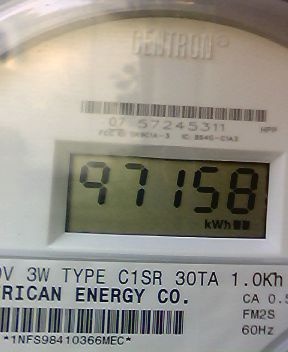 CENTRON®
07 57245311 HPP
97158
kWh
0V 3W TYPE C1SR 30TA 1.0Kh
RICAN ENERGY CO. CA 0.5
FM2S
*1NFS98410366MEC* 60Hz